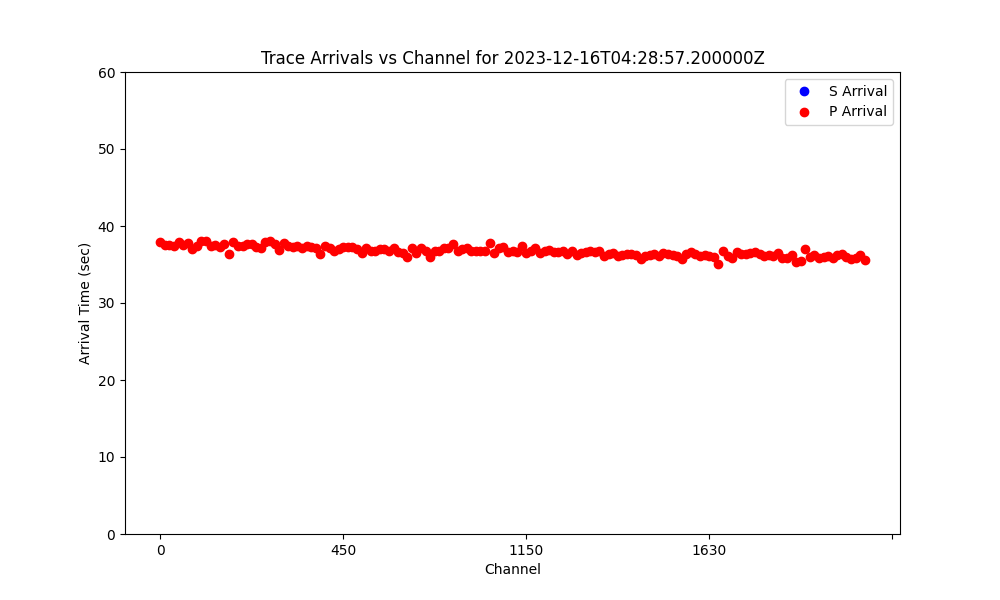 Trace Arrivals vs Channel for 2023-12-16T04:28:57.200000Z
S Arrival
P Arrival
60
50
40
30
20
10
0
Arrival Time (sec)
0 450 1150 1630
Channel